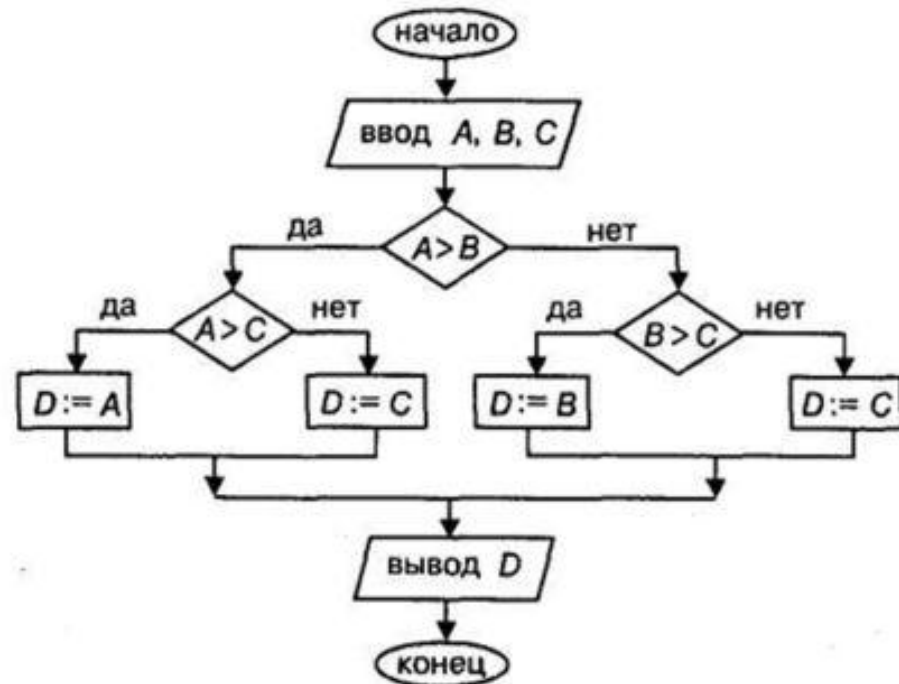 начало
ввод A, B, C
да
A > B
нет
да
A > C
нет
да
B > C
нет
D := A
D := C
D := B
D := C
вывод D
конец